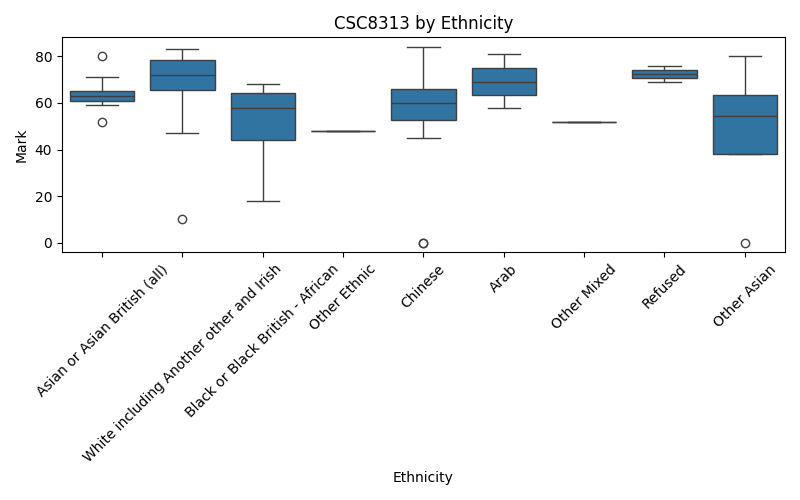 CSC8313 by Ethnicity
Mark
80
60
40
20
0
Asian or Asian British (all)
White including Another other and Irish
Black or Black British - African
Other Ethnic
Chinese
Arab
Other Mixed
Refused
Other Asian
Ethnicity